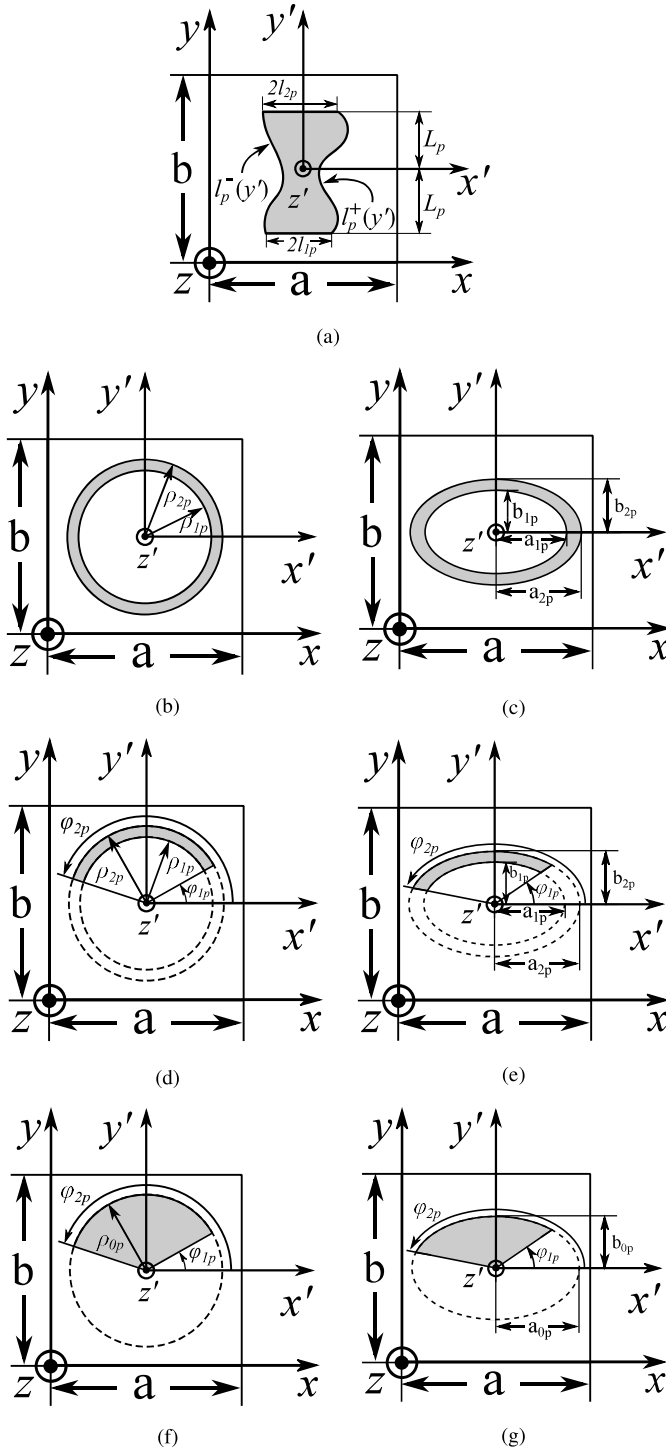 y y′
2l₂ₚ
b
lₚ⁻(y′)
z′
lₚ⁺(y′)
Lₚ
Lₚ
x′
2l₁ₚ
z a x
(a)
y y′
ρ₂ₚ
ρ₁ₚ
b
z′
x′
z a x
(b)
y y′
b
b₁ₚ
b₂ₚ
z′
a₁ₚ
x′
a₂ₚ
z a x
(c)
y y′
φ₂ₚ
ρ₂ₚ
ρ₁ₚ
φ₁ₚ
b
z′
x′
z a x
(d)
y y′
φ₂ₚ
b₁ₚ
φ₁ₚ
b₂ₚ
b
z′
a₁ₚ
x′
a₂ₚ
z a x
(e)
y y′
φ₂ₚ
ρ₀ₚ
φ₁ₚ
b
z′
x′
z a x
(f)
y y′
φ₂ₚ
φ₁ₚ
b₀ₚ
b
z′
x′
a₀ₚ
z a x
(g)